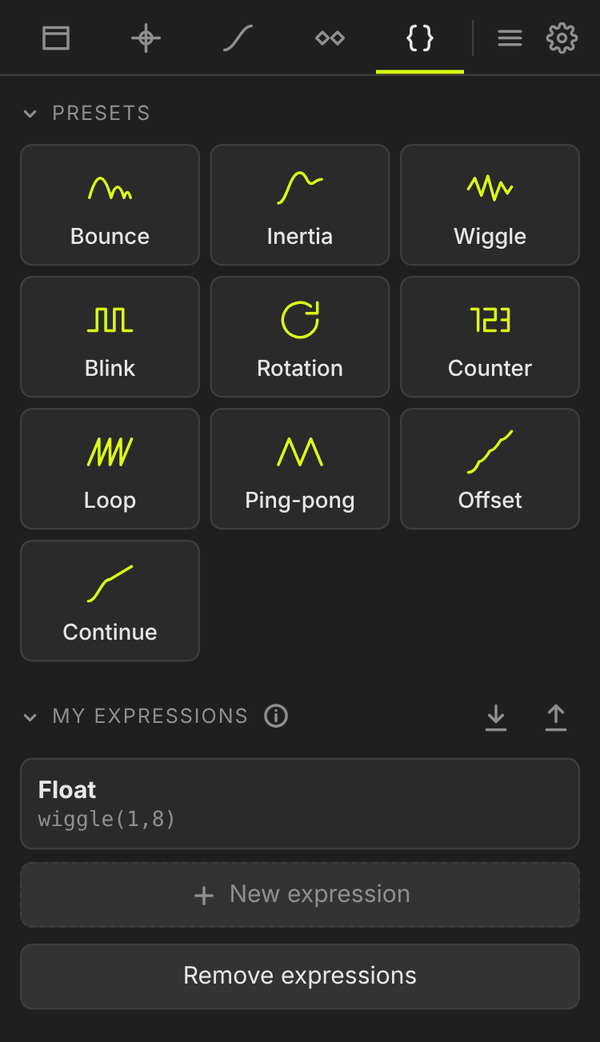 {}
PRESETS
Bounce
Inertia
Wiggle
Blink
Rotation
123
Counter
Loop
Ping-pong
Offset
Continue
MY EXPRESSIONS
Float
wiggle(1,8)
+ New expression
Remove expressions